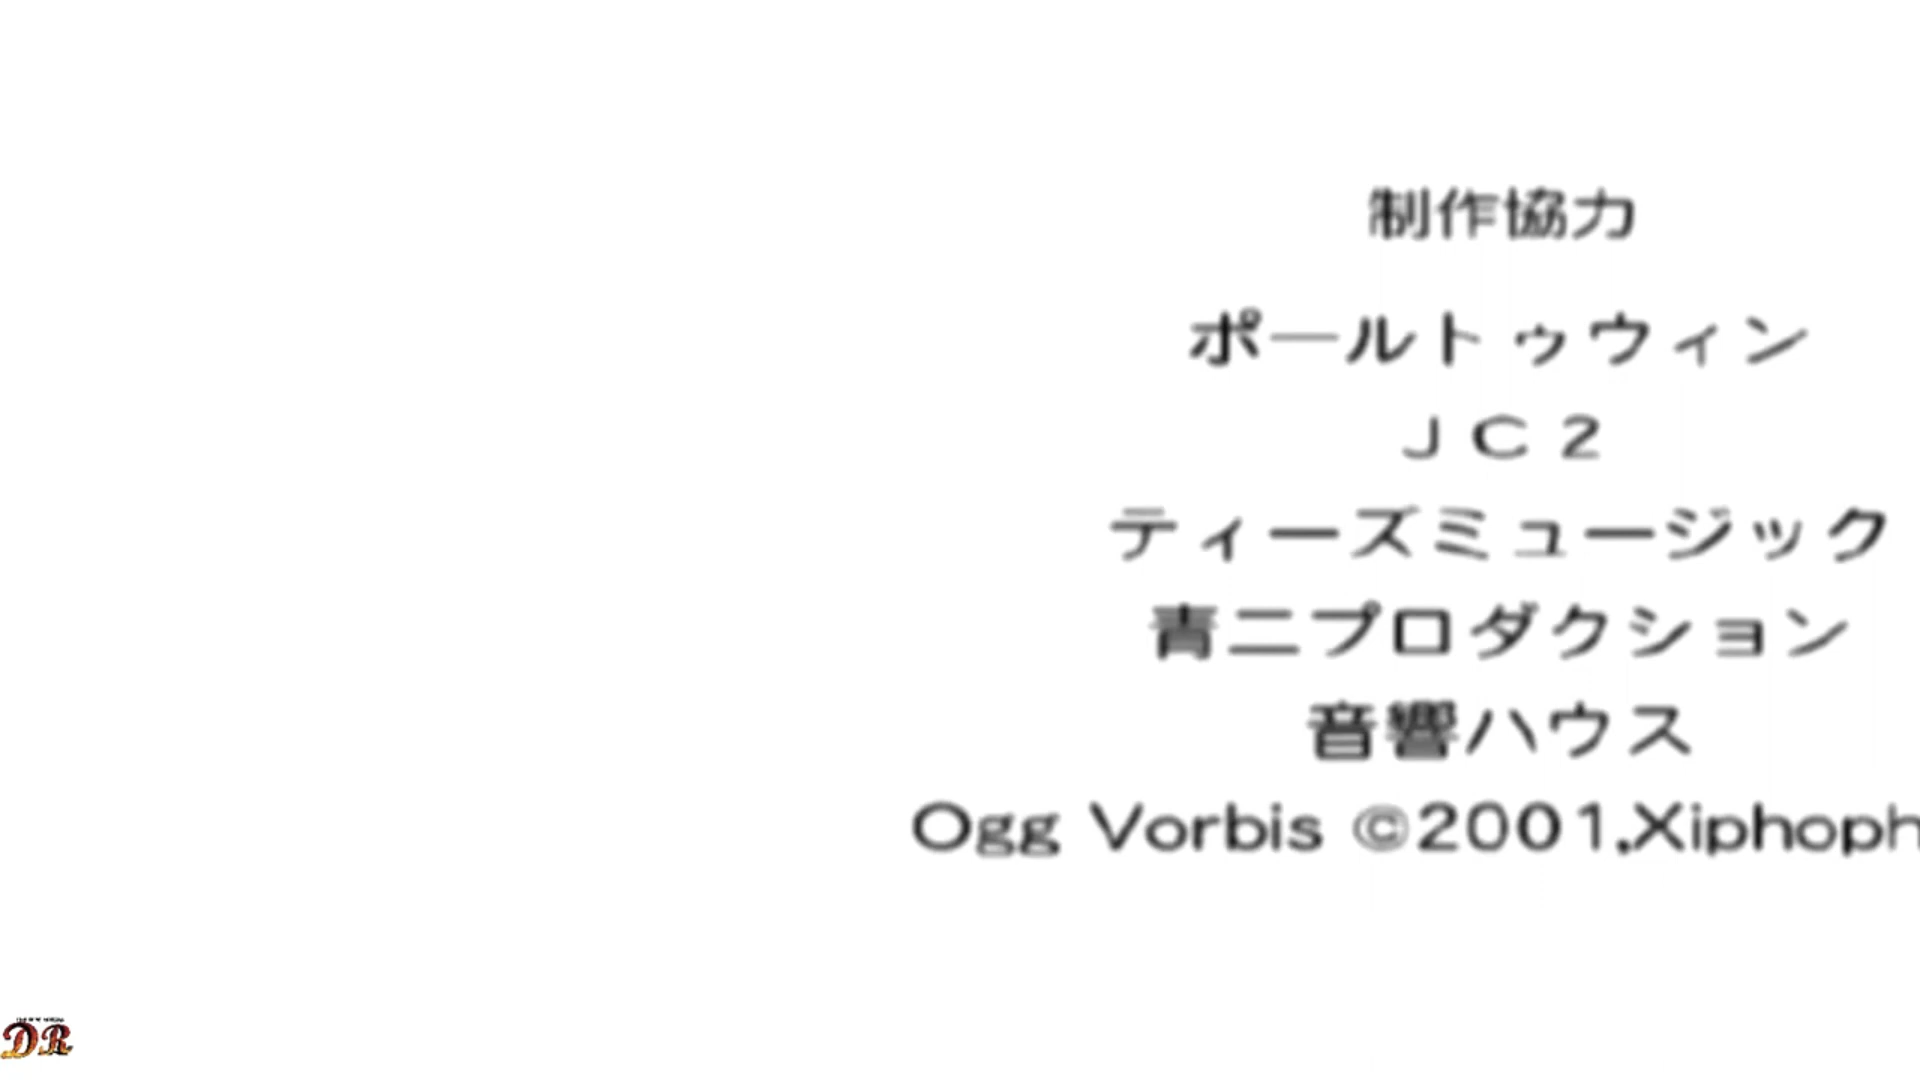 制作協力
ポールトゥウィン
ＪＣ２
ティーズミュージック
青二プロダクション
音響ハウス
Ogg Vorbis ©2001,Xiphoph
DR